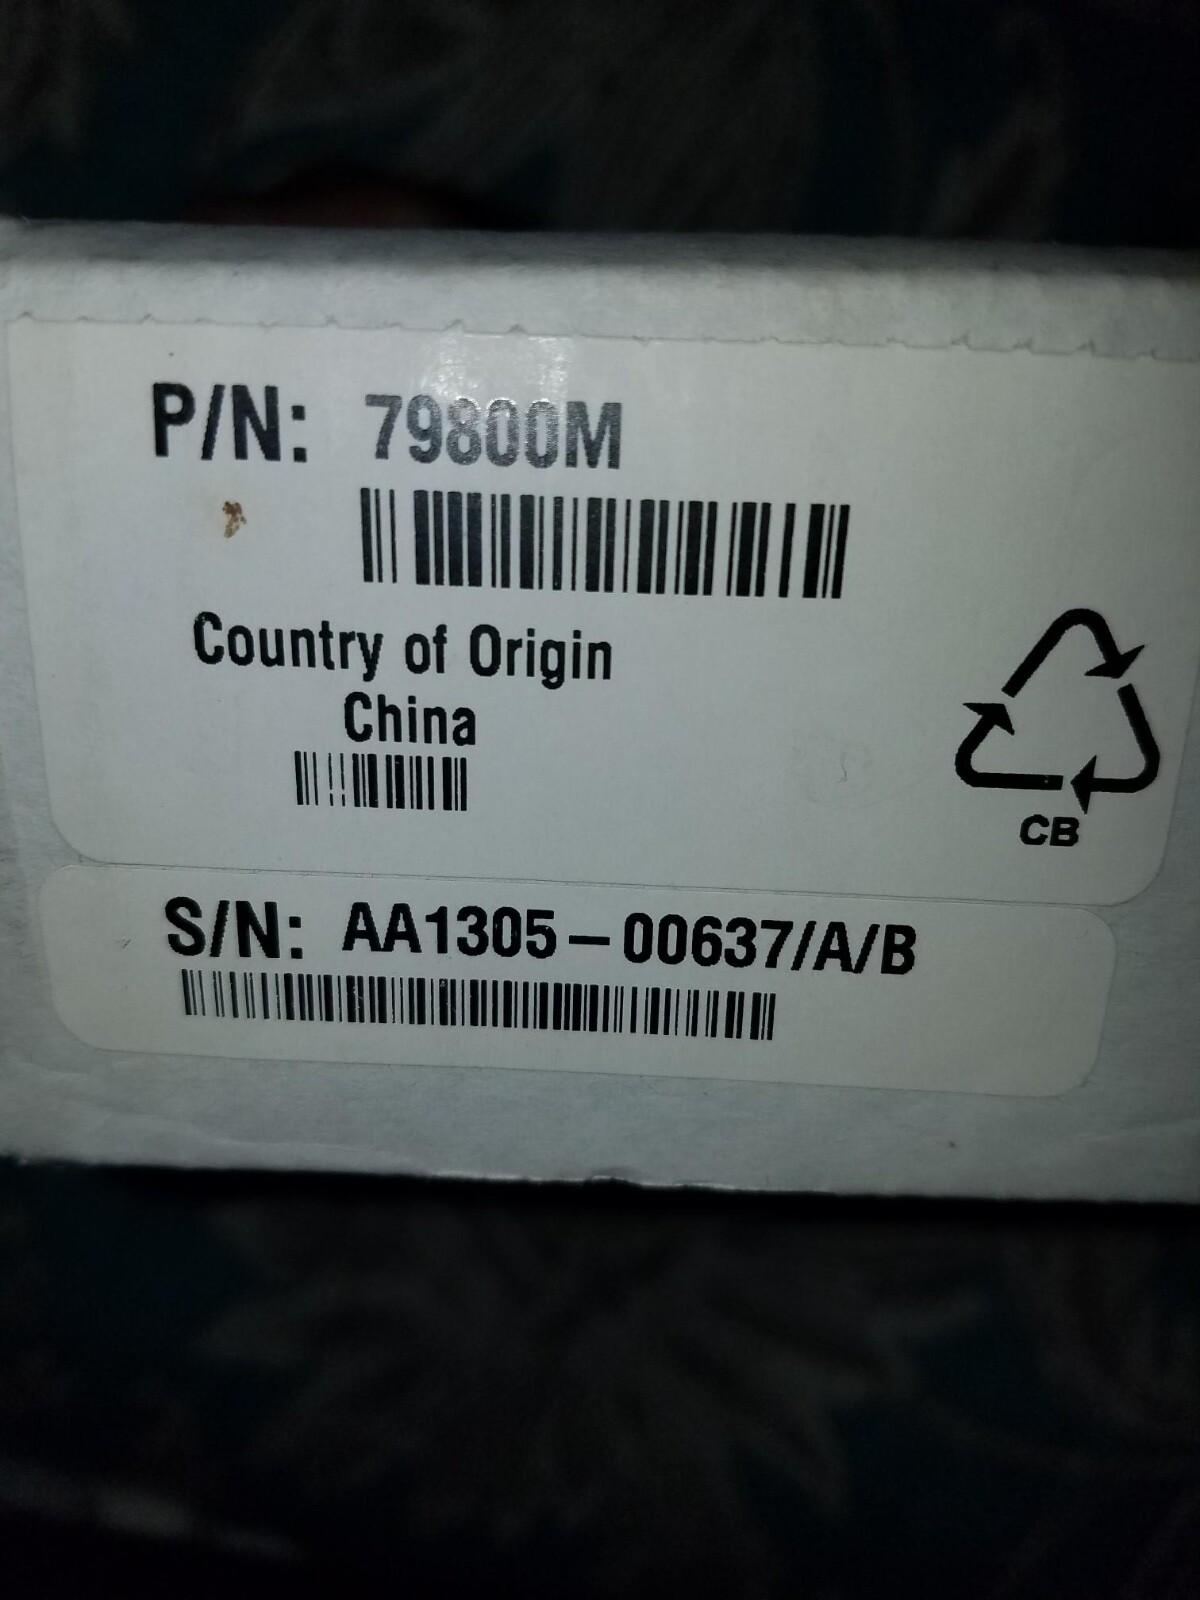 P/N: 79800M
Country of Origin
China
CB
S/N: AA1305-00637/A/B